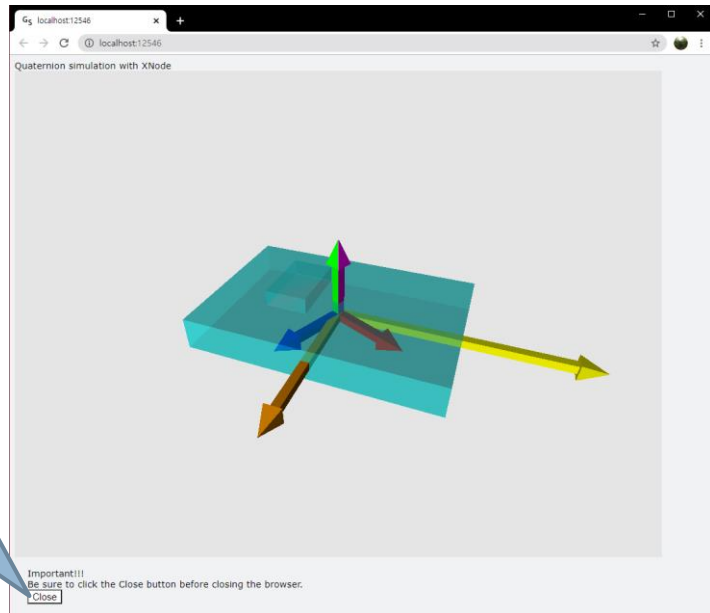 localhost:12546
localhost:12546
Quaternion simulation with XNode
Important!!!
Be sure to click the Close button before closing the browser.
Close